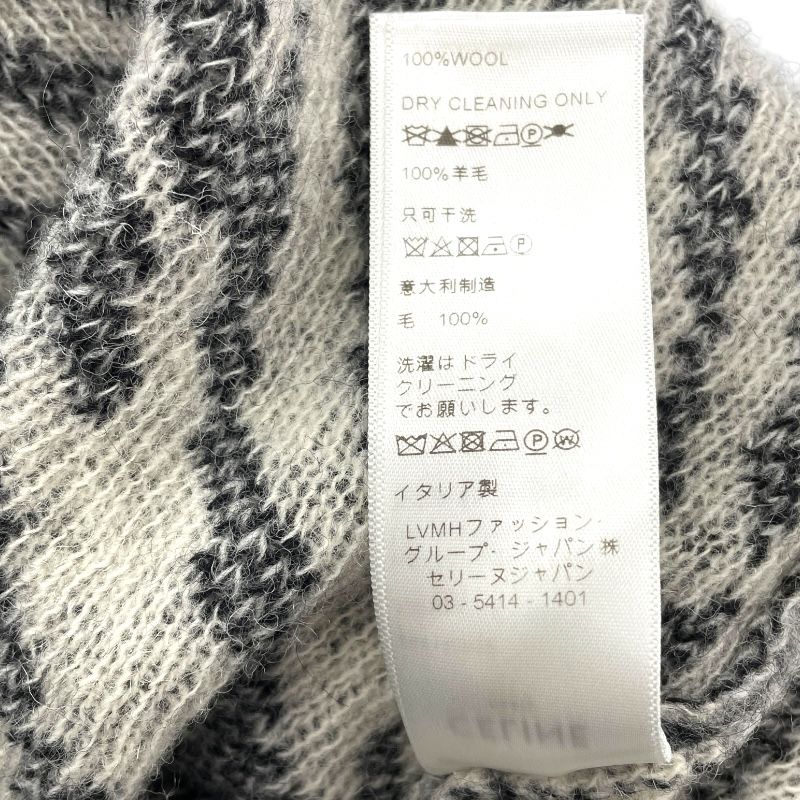 100%WOOL
DRY CLEANING ONLY
100%羊毛
只可干洗
意大利制造
毛 100%
洗濯はドライ
クリーニング
でお願いします。
イタリア製
LVMHファッション・
グループ・ジャパン㈱
セリーヌジャパン
03 - 5414 - 1401
CELINE